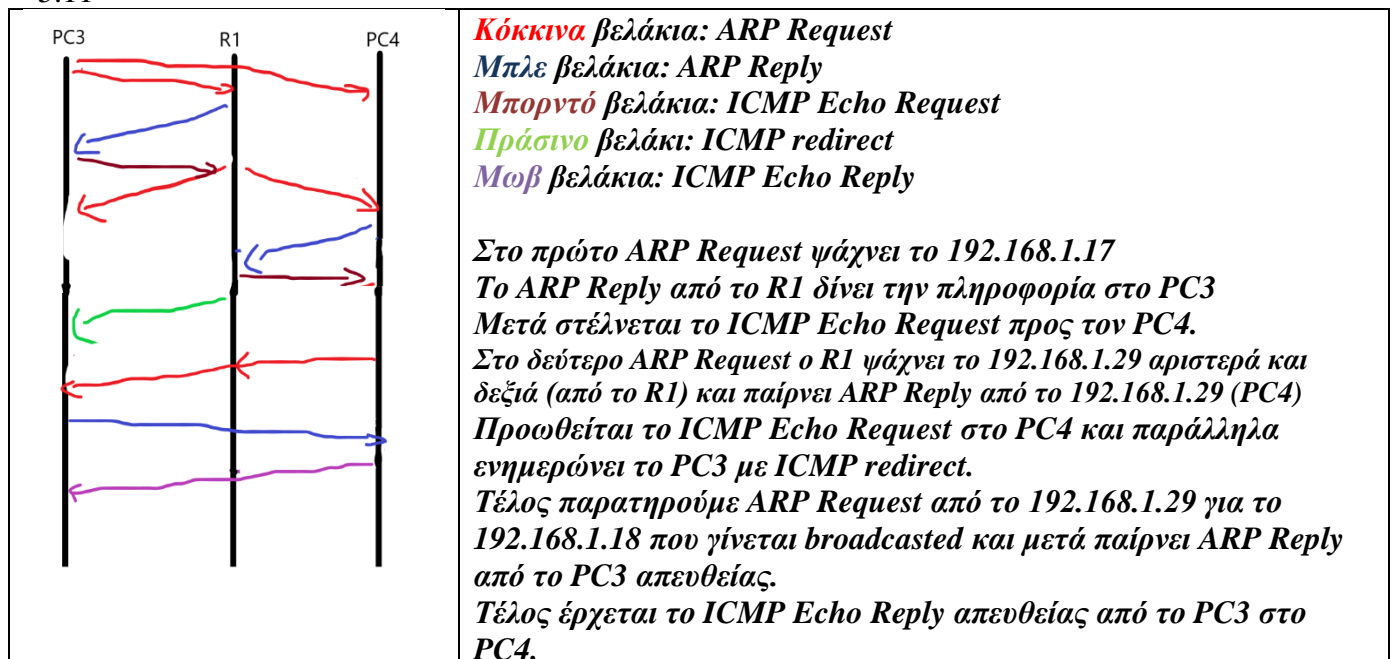 PC3 R1 PC4
Κόκκινα βελάκια: ARP Request
Μπλε βελάκια: ARP Reply
Μπορντό βελάκια: ICMP Echo Request
Πράσινο βελάκι: ICMP redirect
Μωβ βελάκια: ICMP Echo Reply
Στο πρώτο ARP Request ψάχνει το 192.168.1.17
Το ARP Reply από το R1 δίνει την πληροφορία στο PC3
Μετά στέλνεται το ICMP Echo Request προς τον PC4.
Στο δεύτερο ARP Request ο R1 ψάχνει το 192.168.1.29 αριστερά και
δεξιά (από το R1) και παίρνει ARP Reply από το 192.168.1.29 (PC4)
Προωθείται το ICMP Echo Request στο PC4 και παράλληλα
ενημερώνει το PC3 με ICMP redirect.
Τέλος παρατηρούμε ARP Request από το 192.168.1.29 για το
192.168.1.18 που γίνεται broadcasted και μετά παίρνει ARP Reply
από το PC3 απευθείας.
Τέλος έρχεται το ICMP Echo Reply απευθείας από το PC3 στο
PC4.